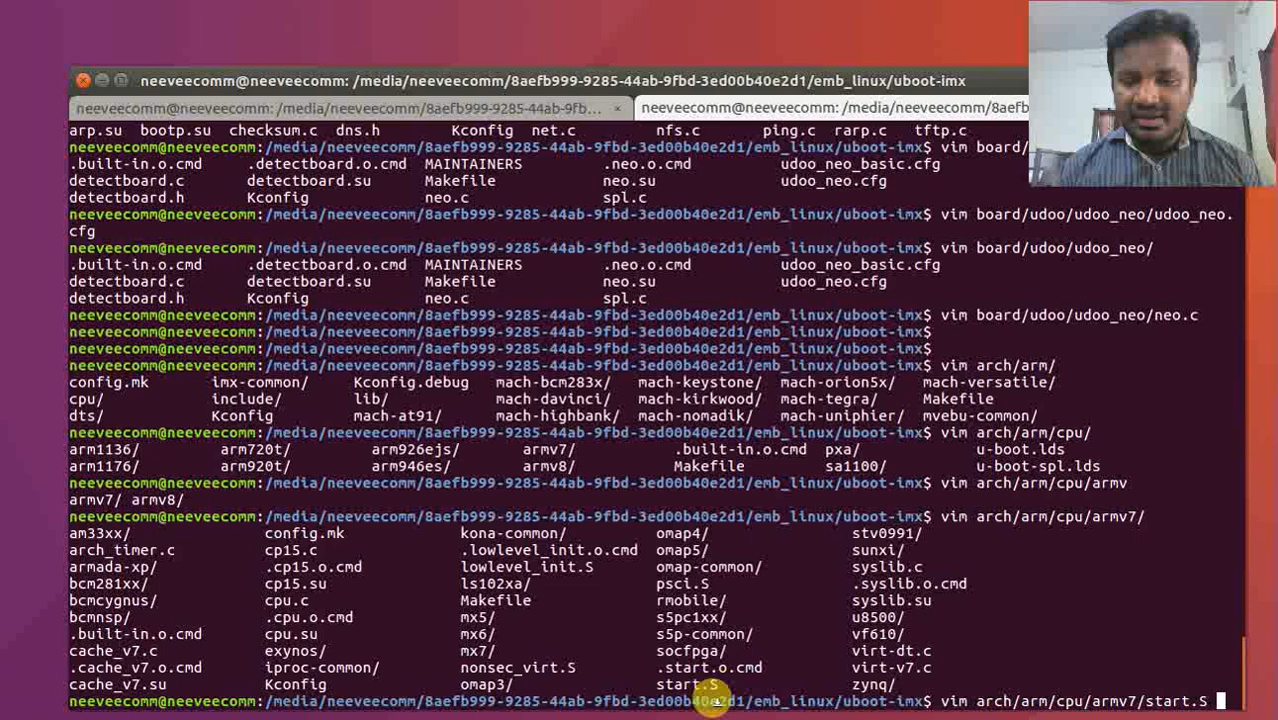 neeveecomm@neeveecomm: /media/neeveecomm/8aefb999-9285-44ab-9fbd-3ed00b40e2d1/emb_linux/uboot-imx
neeveecomm@neeveecomm: /media/neeveecomm/8aefb999-9285-44ab-9fb... × neeveecomm@neeveecomm: /media/neeveecomm/8aefb
arp.su bootp.su checksum.c dns.h Kconfig net.c nfs.c ping.c rarp.c tftp.c
neeveecomm@neeveecomm:/media/neeveecomm/8aefb999-9285-44ab-9fbd-3ed00b40e2d1/emb_linux/uboot-imx$ vim board/
.built-in.o.cmd .detectboard.o.cmd MAINTAINERS .neo.o.cmd udoo_neo_basic.cfg
detectboard.c detectboard.su Makefile neo.su udoo_neo.cfg
detectboard.h Kconfig neo.c spl.c
neeveecomm@neeveecomm:/media/neeveecomm/8aefb999-9285-44ab-9fbd-3ed00b40e2d1/emb_linux/uboot-imx$ vim board/udoo/udoo_neo/udoo_neo.
cfg
neeveecomm@neeveecomm:/media/neeveecomm/8aefb999-9285-44ab-9fbd-3ed00b40e2d1/emb_linux/uboot-imx$ vim board/udoo/udoo_neo/
.built-in.o.cmd .detectboard.o.cmd MAINTAINERS .neo.o.cmd udoo_neo_basic.cfg
detectboard.c detectboard.su Makefile neo.su udoo_neo.cfg
detectboard.h Kconfig neo.c spl.c
neeveecomm@neeveecomm:/media/neeveecomm/8aefb999-9285-44ab-9fbd-3ed00b40e2d1/emb_linux/uboot-imx$ vim board/udoo/udoo_neo/neo.c
neeveecomm@neeveecomm:/media/neeveecomm/8aefb999-9285-44ab-9fbd-3ed00b40e2d1/emb_linux/uboot-imx$
neeveecomm@neeveecomm:/media/neeveecomm/8aefb999-9285-44ab-9fbd-3ed00b40e2d1/emb_linux/uboot-imx$
neeveecomm@neeveecomm:/media/neeveecomm/8aefb999-9285-44ab-9fbd-3ed00b40e2d1/emb_linux/uboot-imx$ vim arch/arm/
config.mk imx-common/ Kconfig.debug mach-bcm283x/ mach-keystone/ mach-orion5x/ mach-versatile/
cpu/ include/ lib/ mach-davinci/ mach-kirkwood/ mach-tegra/ Makefile
dts/ Kconfig mach-at91/ mach-highbank/ mach-nomadik/ mach-uniphier/ mvebu-common/
neeveecomm@neeveecomm:/media/neeveecomm/8aefb999-9285-44ab-9fbd-3ed00b40e2d1/emb_linux/uboot-imx$ vim arch/arm/cpu/
arm1136/ arm720t/ arm926ejs/ armv7/ .built-in.o.cmd pxa/ u-boot.lds
arm1176/ arm920t/ arm946es/ armv8/ Makefile sa1100/ u-boot-spl.lds
neeveecomm@neeveecomm:/media/neeveecomm/8aefb999-9285-44ab-9fbd-3ed00b40e2d1/emb_linux/uboot-imx$ vim arch/arm/cpu/armv
armv7/ armv8/
neeveecomm@neeveecomm:/media/neeveecomm/8aefb999-9285-44ab-9fbd-3ed00b40e2d1/emb_linux/uboot-imx$ vim arch/arm/cpu/armv7/
am33xx/ config.mk kona-common/ omap4/ stv0991/
arch_timer.c cp15.c .lowlevel_init.o.cmd omap5/ sunxi/
armada-xp/ .cp15.o.cmd lowlevel_init.S omap-common/ syslib.c
bcm281xx/ cp15.su ls102xa/ psci.S .syslib.o.cmd
bcmcygnus/ cpu.c Makefile rmobile/ syslib.su
bcmnsp/ .cpu.o.cmd mx5/ s5pc1xx/ u8500/
.built-in.o.cmd cpu.su mx6/ s5p-common/ vf610/
cache_v7.c exynos/ mx7/ socfpga/ virt-dt.c
.cache_v7.o.cmd iproc-common/ nonsec_virt.S .start.o.cmd virt-v7.c
cache_v7.su Kconfig omap3/ start.S zynq/
neeveecomm@neeveecomm:/media/neeveecomm/8aefb999-9285-44ab-9fbd-3ed00b40e2d1/emb_linux/uboot-imx$ vim arch/arm/cpu/armv7/start.S